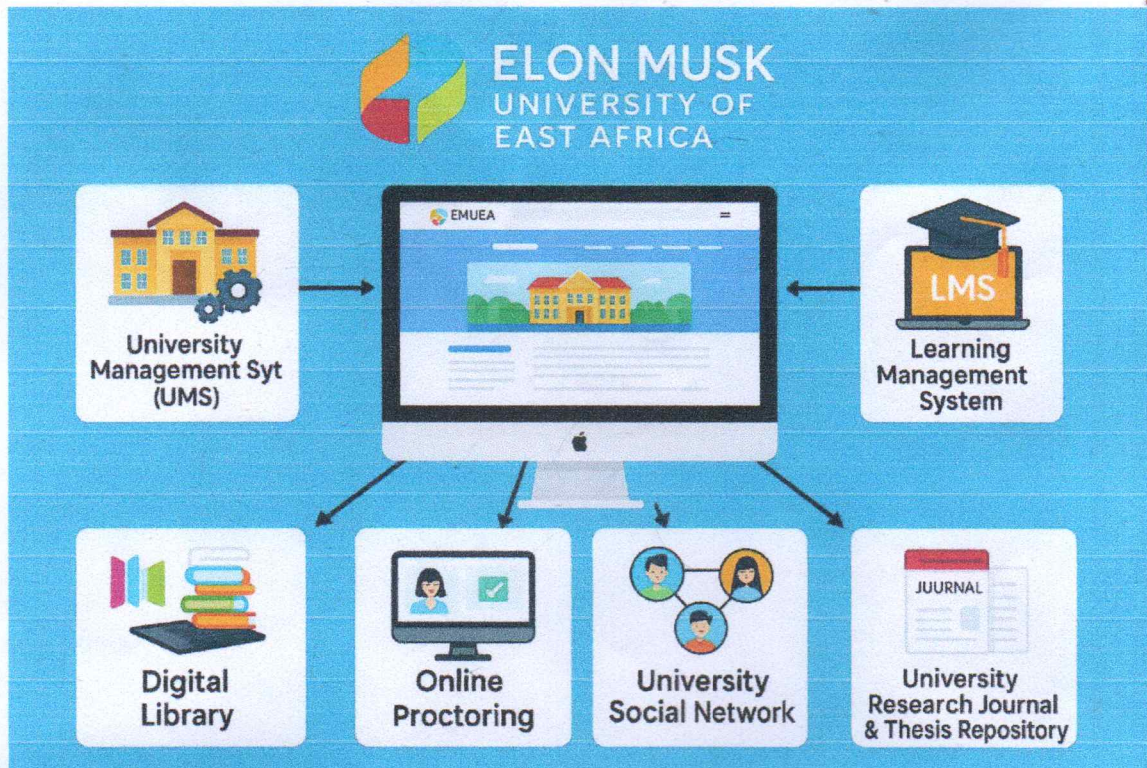 ELON MUSK
UNIVERSITY OF
EAST AFRICA
EMUEA
University
Management Syt
(UMS)
LMS
Learning
Management
System
Digital
Library
Online
Proctoring
University
Social Network
JUURNAL
University
Research Journal
& Thesis Repository